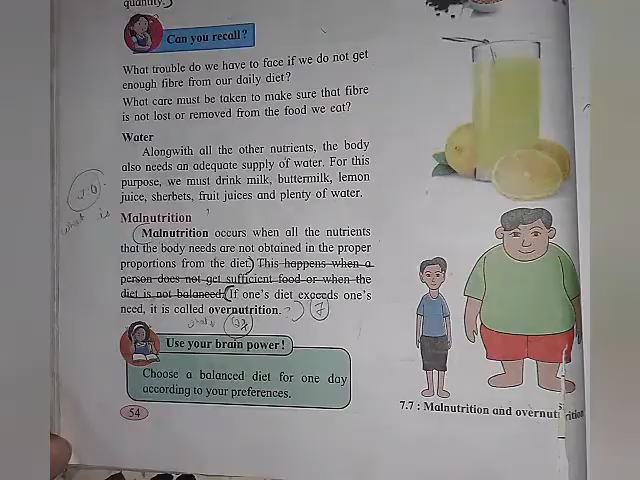 quantity.
Can you recall?
What trouble do we have to face if we do not get
enough fibre from our daily diet?
What care must be taken to make sure that fibre
is not lost or removed from the food we eat?
Water
Alongwith all the other nutrients, the body
also needs an adequate supply of water. For this
purpose, we must drink milk, buttermilk, lemon
juice, sherbets, fruit juices and plenty of water.
what is
Malnutrition
Malnutrition occurs when all the nutrients
that the body needs are not obtained in the proper
proportions from the diet. This happens when a
person does not get sufficient food or when the
diet is not balanced. If one's diet exceeds one's
need, it is called overnutrition. ?
7
Use your brain power!
Choose a balanced diet for one day
according to your preferences.
54
7.7 : Malnutrition and overnutrition